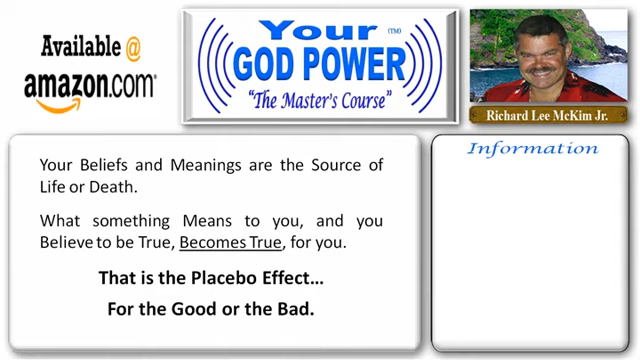 Available @
amazon.com
Your (TM)
GOD POWER
"The Master's Course"
Richard Lee McKim Jr.
Your Beliefs and Meanings are the Source of
Life or Death.
What something Means to you, and you
Believe to be True, Becomes True, for you.
That is the Placebo Effect...
For the Good or the Bad.
Information